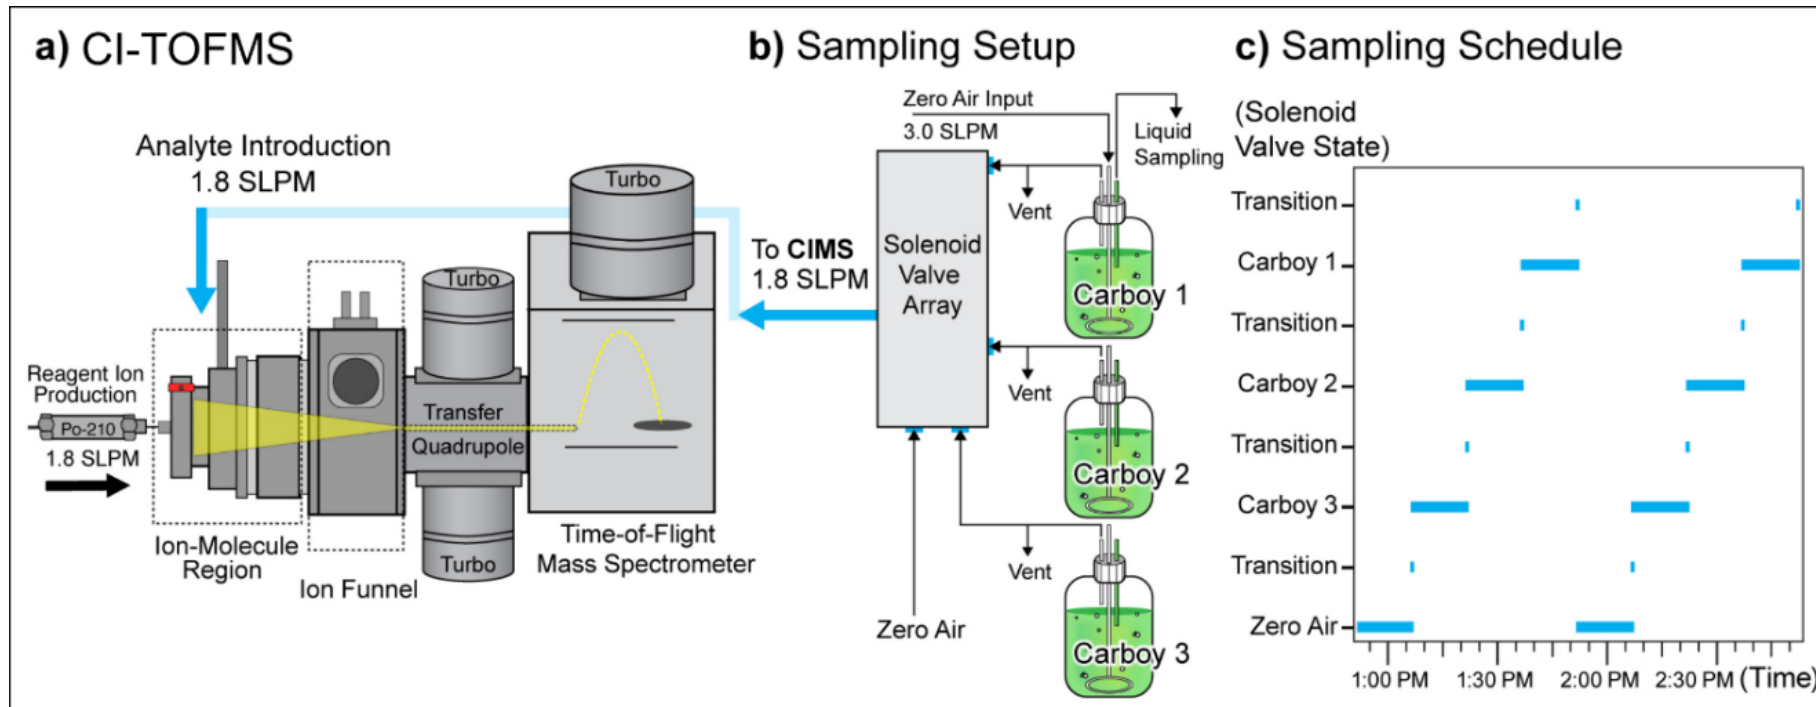 a) CI-TOFMS
Analyte Introduction
1.8 SLPM
Turbo
Turbo
Reagent Ion
Production
Po-210
1.8 SLPM
Transfer
Quadrupole
Turbo
Ion-Molecule
Region
Ion Funnel
Time-of-Flight
Mass Spectrometer
b) Sampling Setup
Zero Air Input
3.0 SLPM
Liquid
Sampling
Vent
To CIMS
1.8 SLPM
Solenoid
Valve
Array
Carboy 1
Vent
Carboy 2
Vent
Zero Air
Carboy 3
c) Sampling Schedule
(Solenoid
Valve State)
Transition
Carboy 1
Transition
Carboy 2
Transition
Carboy 3
Transition
Zero Air
1:00 PM 1:30 PM 2:00 PM 2:30 PM (Time)